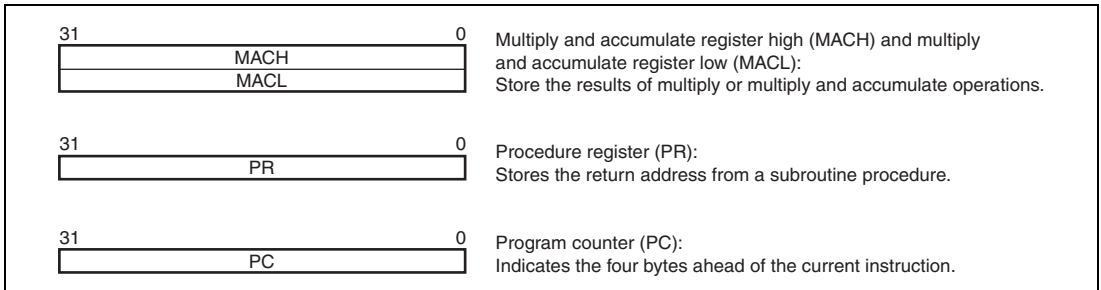 31 0
MACH
MACL
Multiply and accumulate register high (MACH) and multiply
and accumulate register low (MACL):
Store the results of multiply or multiply and accumulate operations.
31 0
PR
Procedure register (PR):
Stores the return address from a subroutine procedure.
31 0
PC
Program counter (PC):
Indicates the four bytes ahead of the current instruction.